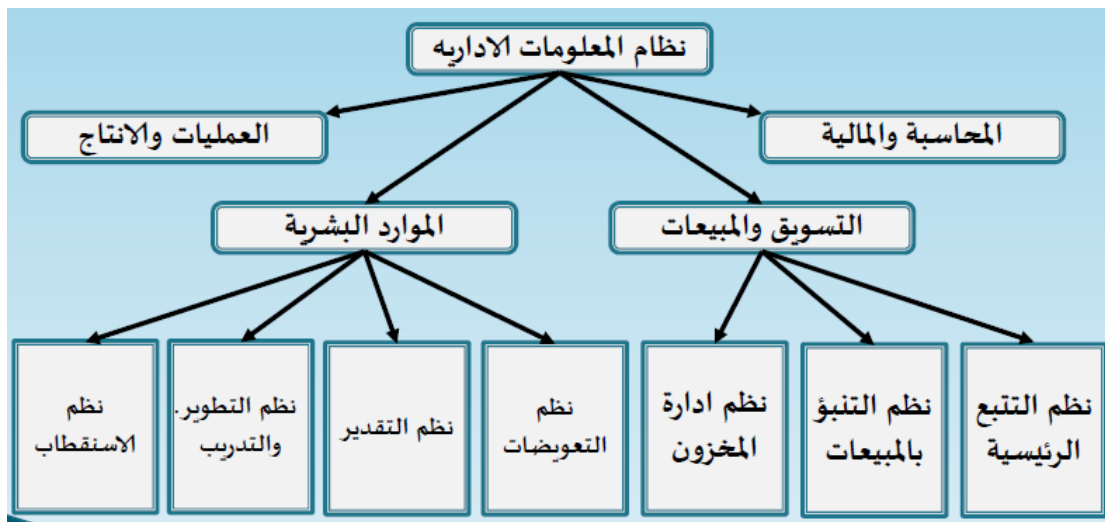 نظام المعلومات الاداريه
المحاسبة والمالية
العمليات والانتاج
التسويق والمبيعات
الموارد البشرية
نظم التتبع
الرئيسية
نظم التنبؤ
بالمبيعات
نظم ادارة
المخزون
نظم
التعويضات
نظم التقدير
نظم التطوير.
والتدريب
نظم
الاسنقطاب